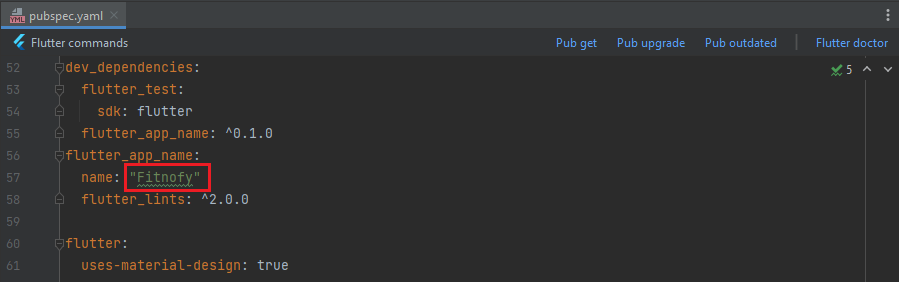 pubspec.yaml
Flutter commands Pub get Pub upgrade Pub outdated Flutter doctor
52 dev_dependencies: 5
53 flutter_test:
54 sdk: flutter
55 flutter_app_name: ^0.1.0
56 flutter_app_name:
57 name: "Fitnofy"
58 flutter_lints: ^2.0.0
59
60 flutter:
61 uses-material-design: true